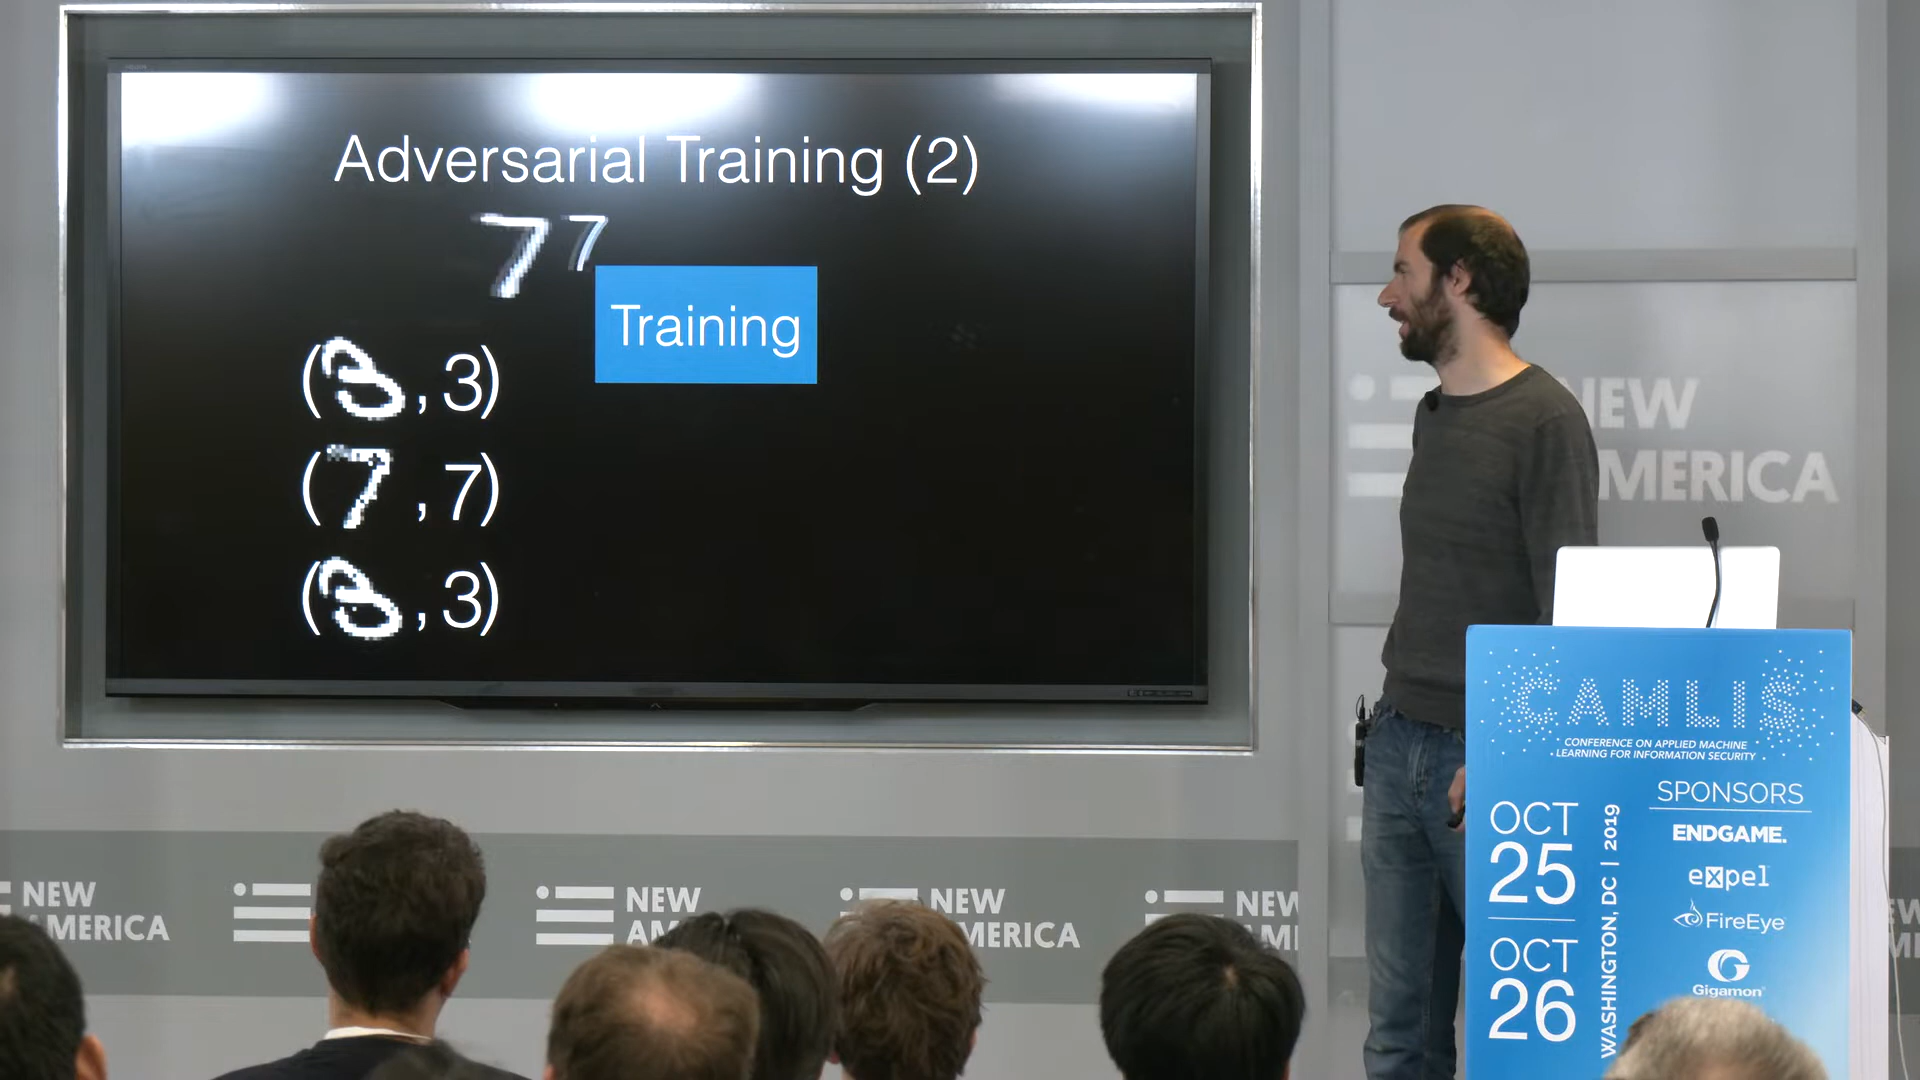 Adversarial Training (2)
7 7
Training
(3, 3)
(7, 7)
(3, 3)
NEW
AMERICA
CAMLIS
CONFERENCE ON APPLIED MACHINE
LEARNING FOR INFORMATION SECURITY
SPONSORS
OCT
25
OCT
26
WASHINGTON, DC | 2019
ENDGAME.
expel
FireEye
Gigamon
NEW
AMERICA
NEW
NEW
AMERICA
NEW